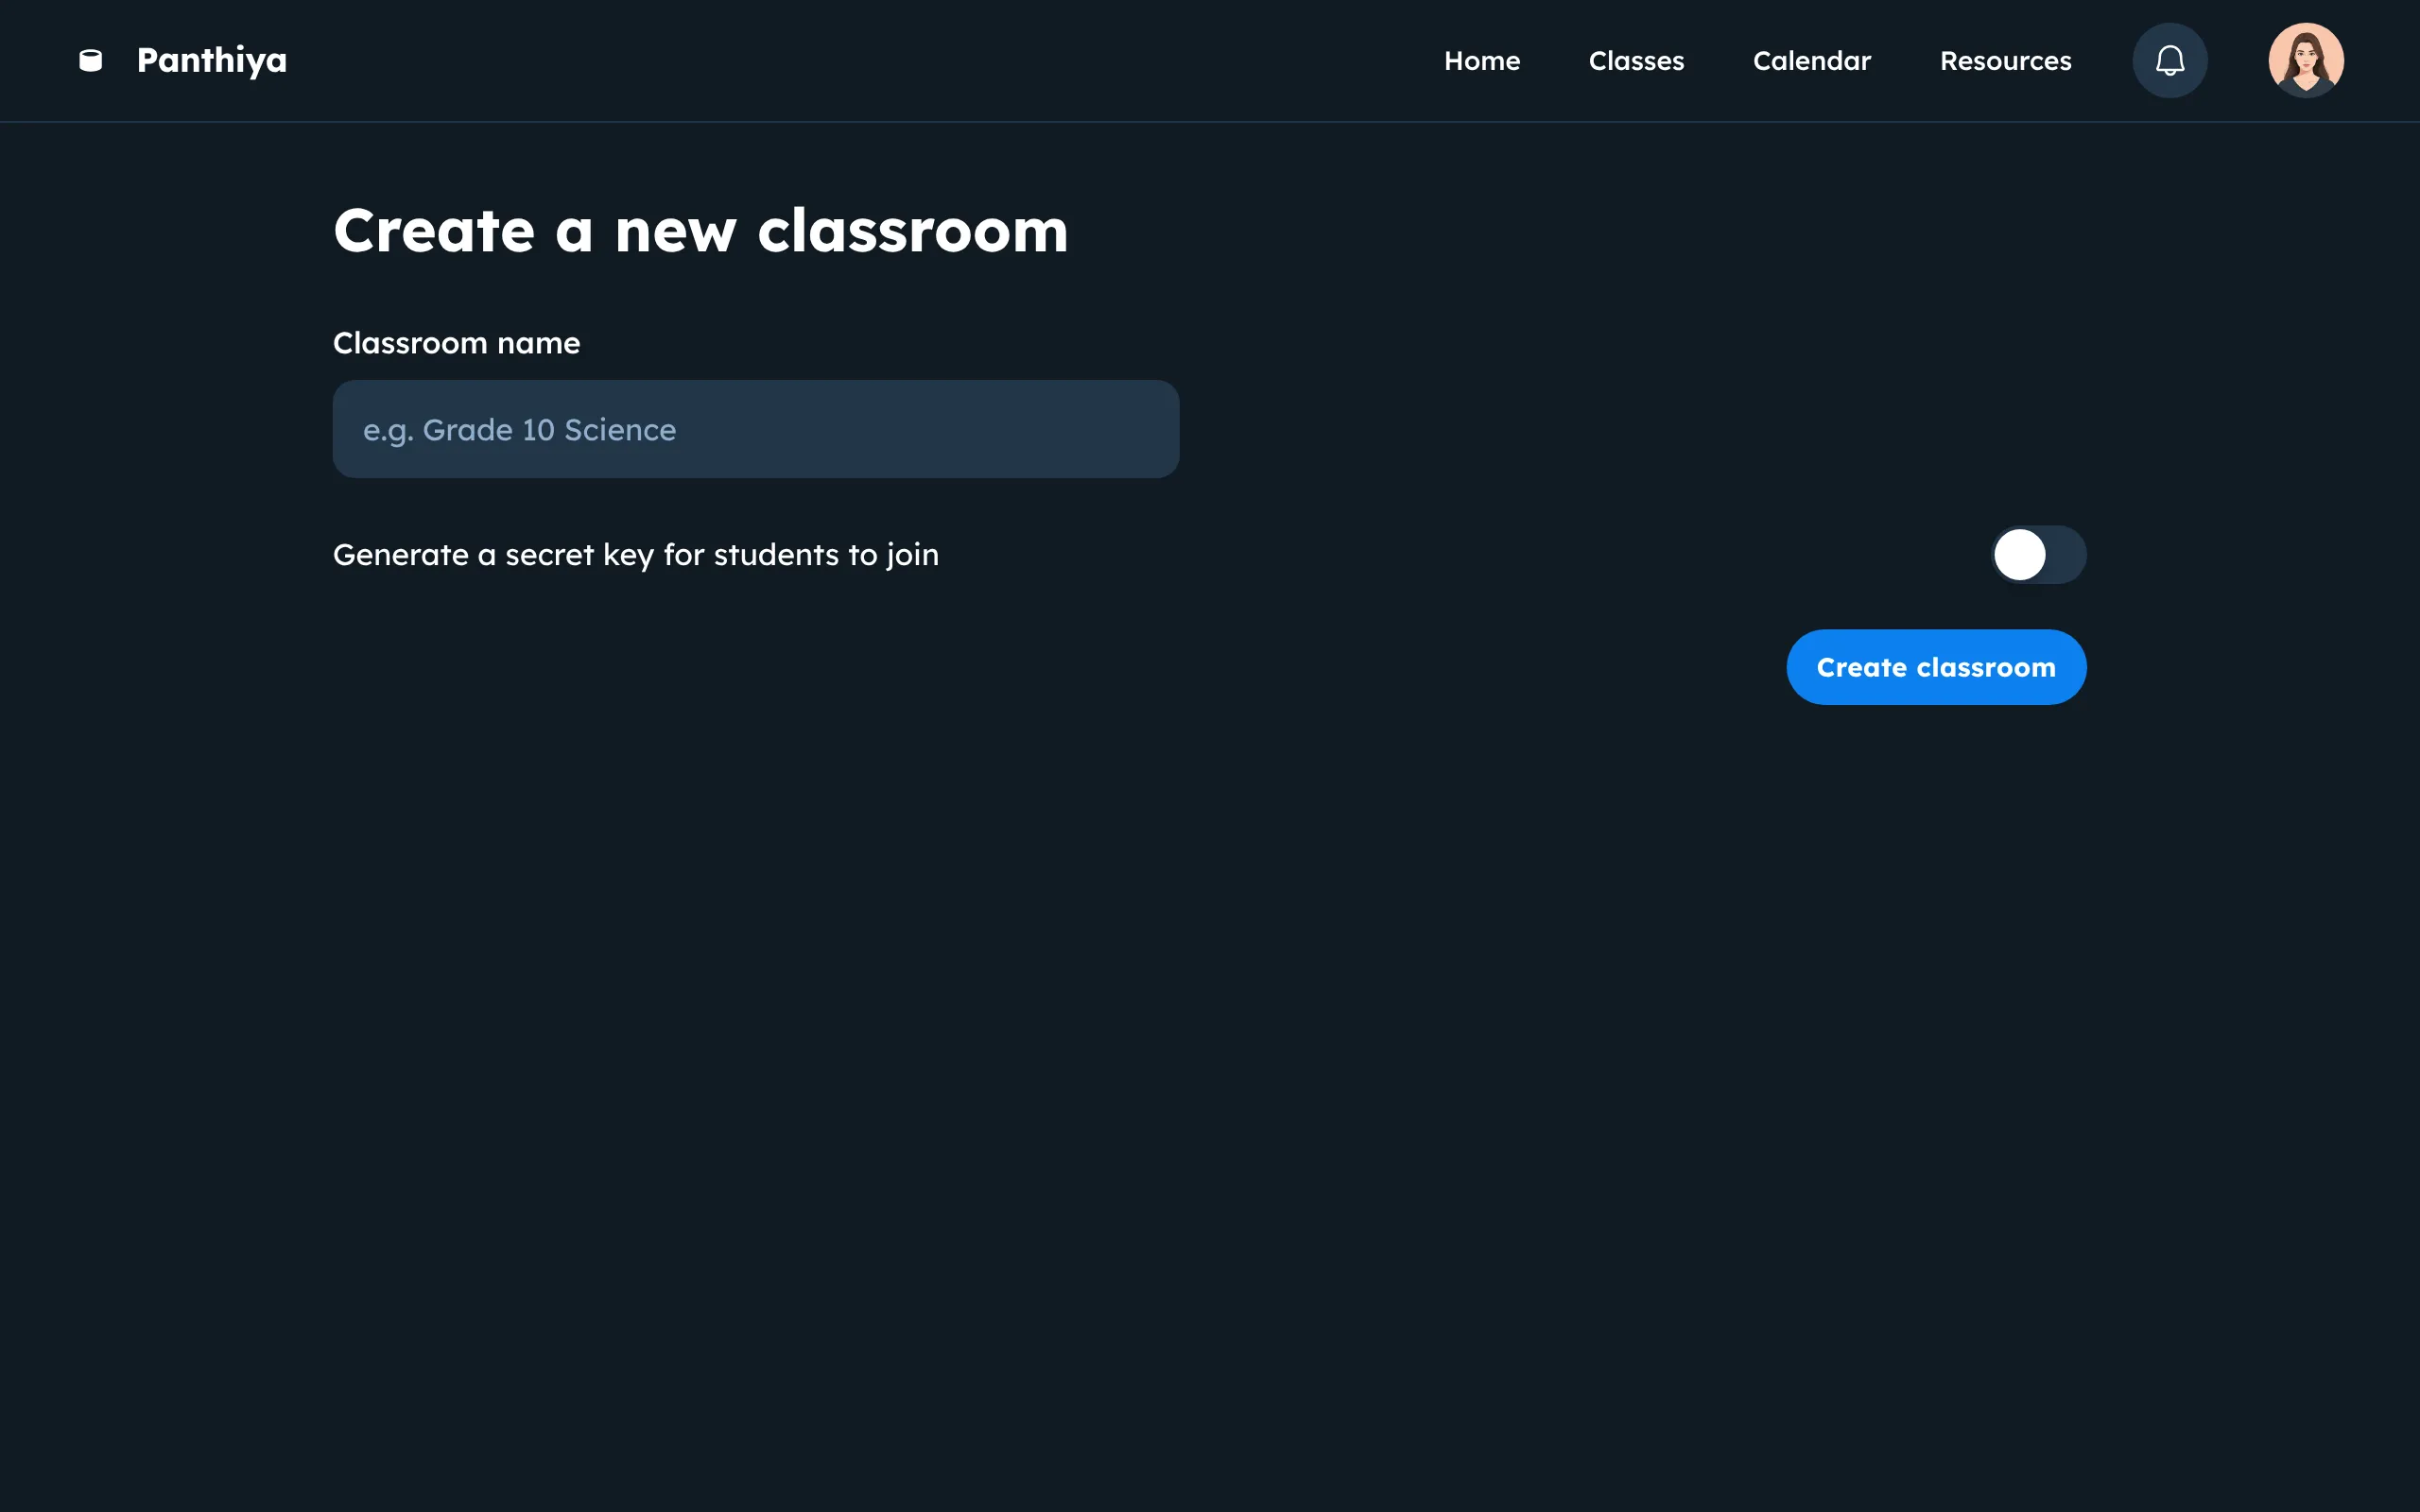 Panthiya
Home
Classes
Calendar
Resources
Create a new classroom
Classroom name
e.g. Grade 10 Science
Generate a secret key for students to join
Create classroom